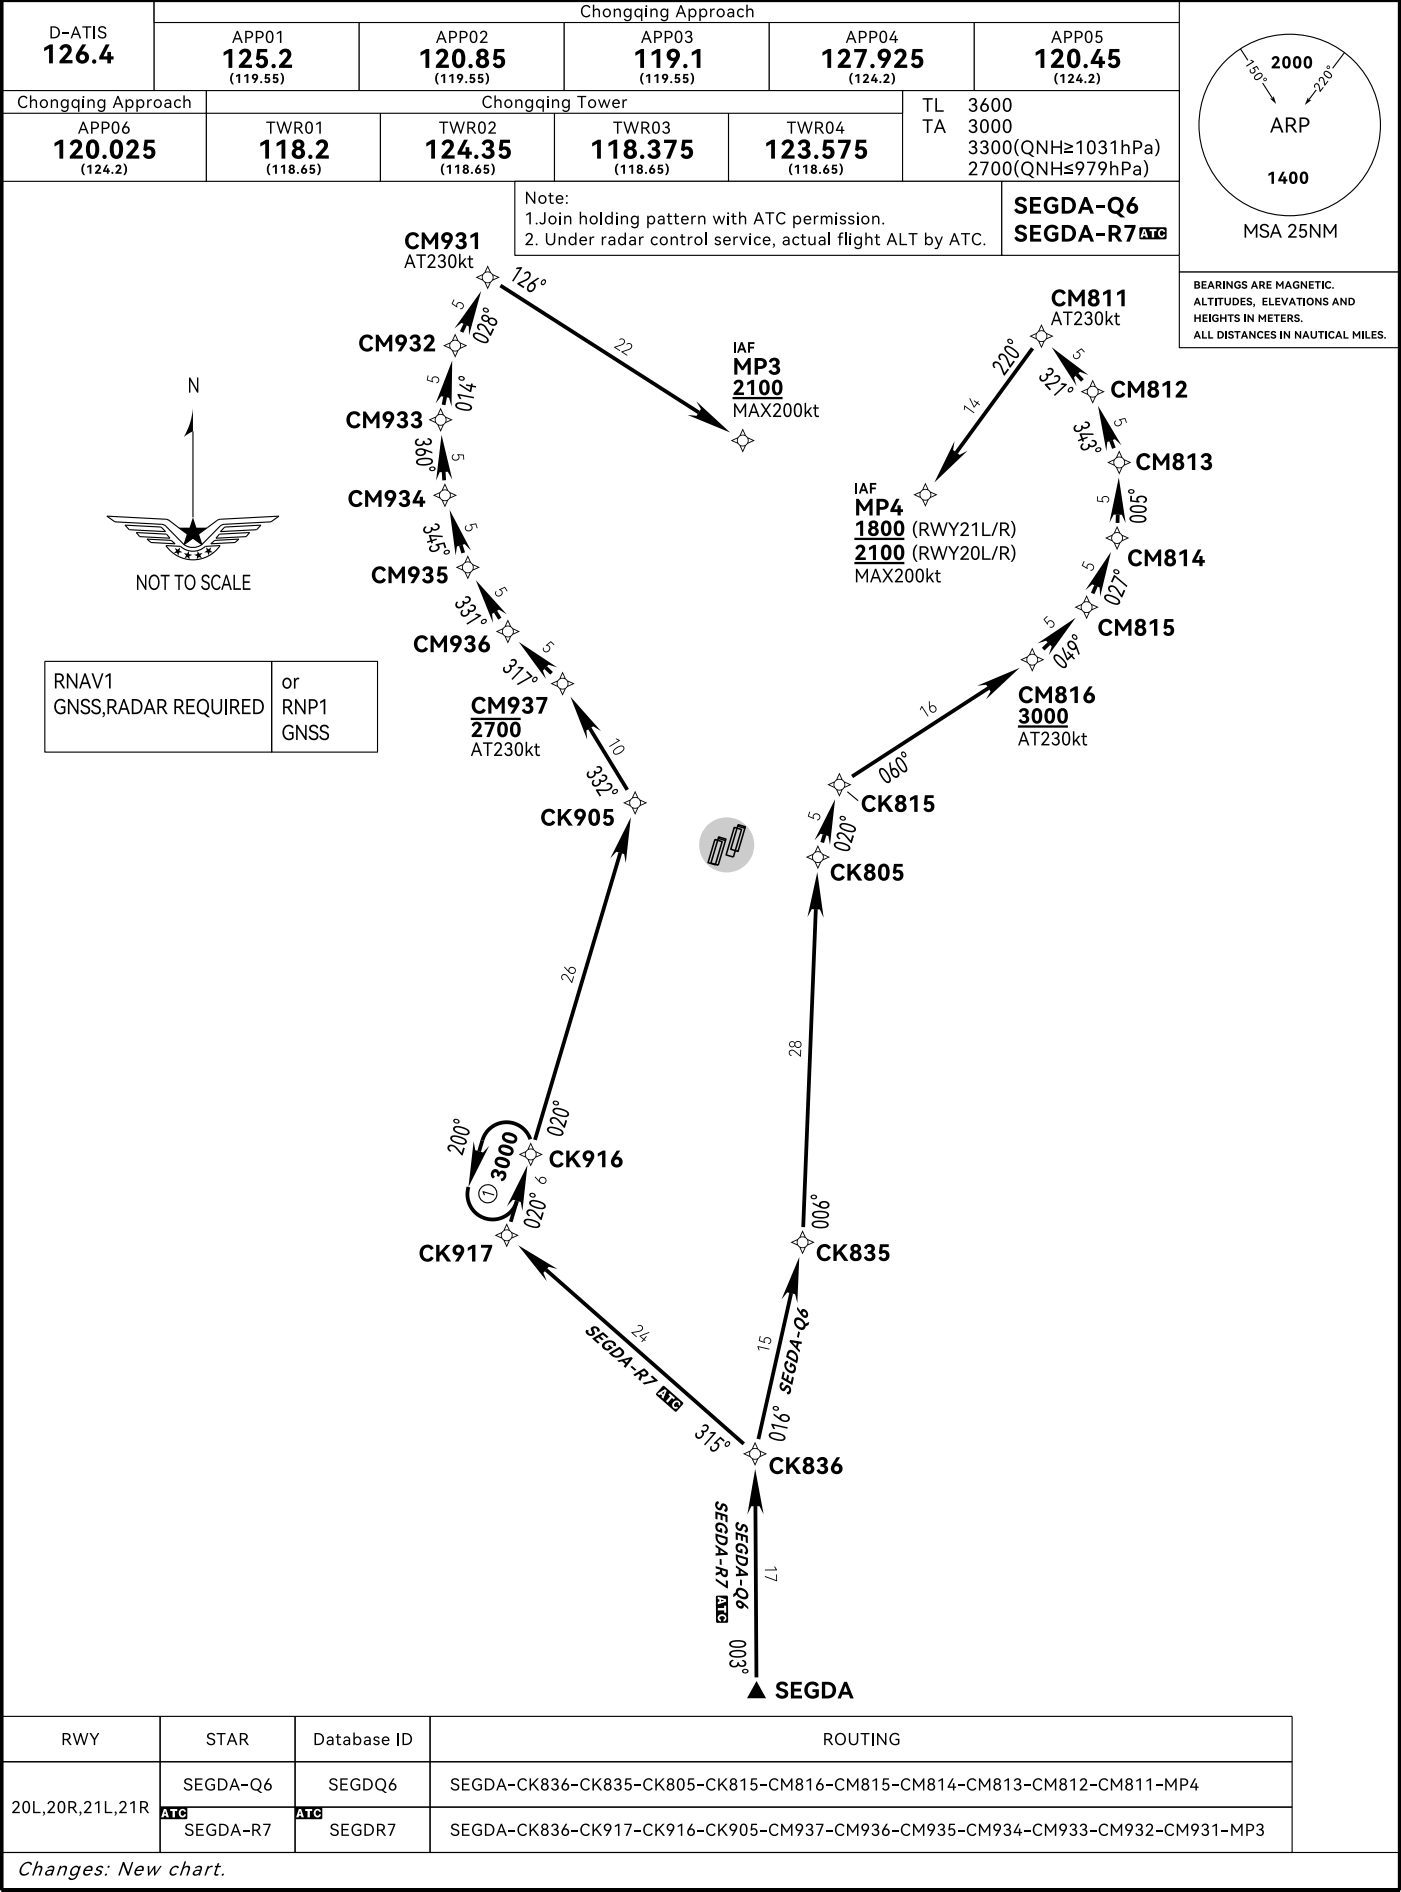 D-ATIS
126.4
Chongqing Approach
APP01
125.2
(119.55)
APP02
120.85
(119.55)
APP03
119.1
(119.55)
APP04
127.925
(124.2)
APP05
120.45
(124.2)
Chongqing Approach
APP06
120.025
(124.2)
Chongqing Tower
TWR01
118.2
(118.65)
TWR02
124.35
(118.65)
TWR03
118.375
(118.65)
TWR04
123.575
(118.65)
TL 3600
TA 3000
3300(QNH≥1031hPa)
2700(QNH≤979hPa)
2000
150°
220°
ARP
1400
MSA 25NM
Note:
1.Join holding pattern with ATC permission.
2. Under radar control service, actual flight ALT by ATC.
SEGDA-Q6
SEGDA-R7 ATC
BEARINGS ARE MAGNETIC.
ALTITUDES, ELEVATIONS AND
HEIGHTS IN METERS.
ALL DISTANCES IN NAUTICAL MILES.
CM931
AT230kt
126°
22
5
028°
CM932
5
014°
CM933
360°
5
CM934
345°
5
CM935
331°
5
CM936
317°
5
CM937
2700
AT230kt
332°
10
CK905
IAF
MP3
2100
MAX200kt
CM811
AT230kt
220°
14
321°
5
CM812
343°
5
CM813
5
005°
CM814
5
027°
CM815
5
049°
CM816
3000
AT230kt
IAF
MP4
1800 (RWY21L/R)
2100 (RWY20L/R)
MAX200kt
16
060°
CK815
5
020°
CK805
N
NOT TO SCALE
RNAV1
GNSS,RADAR REQUIRED
or
RNP1
GNSS
26
28
020°
200°
1 3000
CK916
020°
6
CK917
006°
CK835
24
SEGDA-R7 ATC
315°
15
SEGDA-Q6
016°
CK836
SEGDA-Q6
SEGDA-R7 ATC
17
003°
SEGDA
RWY
STAR
Database ID
ROUTING
20L,20R,21L,21R
SEGDA-Q6
SEGDQ6
SEGDA-CK836-CK835-CK805-CK815-CM816-CM815-CM814-CM813-CM812-CM811-MP4
ATC
SEGDA-R7
ATC
SEGDR7
SEGDA-CK836-CK917-CK916-CK905-CM937-CM936-CM935-CM934-CM933-CM932-CM931-MP3
Changes: New chart.